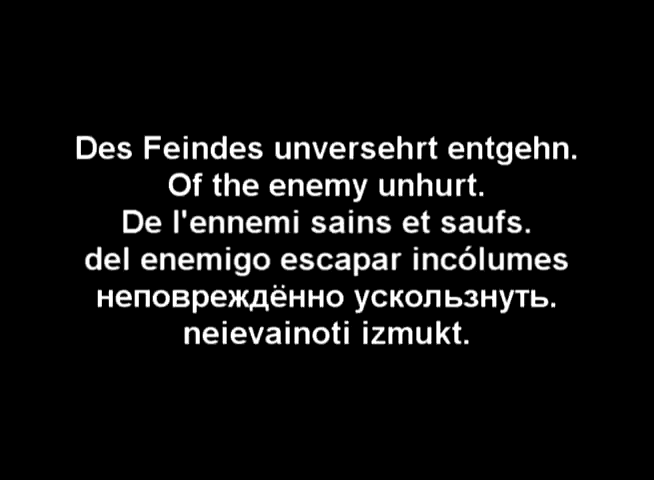 Des Feindes unversehrt entgehn.
Of the enemy unhurt.
De l'ennemi sains et saufs.
del enemigo escapar incólumes
неповреждённо ускользнуть.
neievainoti izmukt.